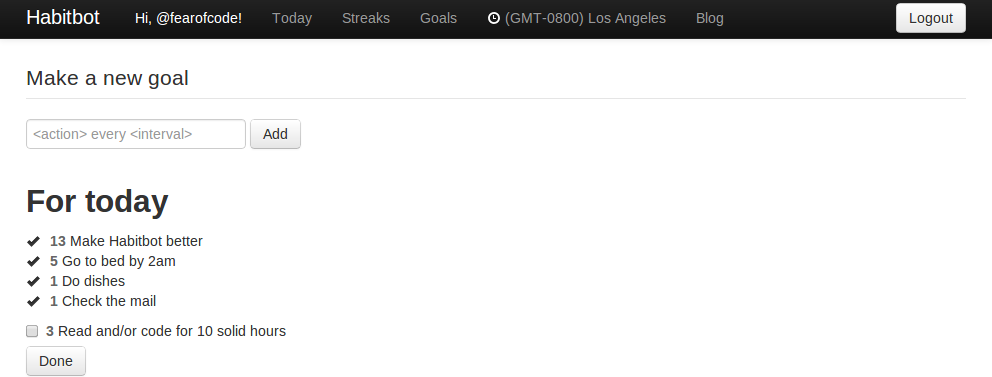 Habitbot Hi, @fearofcode! Today Streaks Goals (GMT-0800) Los Angeles Blog Logout
Make a new goal
<action> every <interval> Add
For today
13 Make Habitbot better
5 Go to bed by 2am
1 Do dishes
1 Check the mail
3 Read and/or code for 10 solid hours
Done